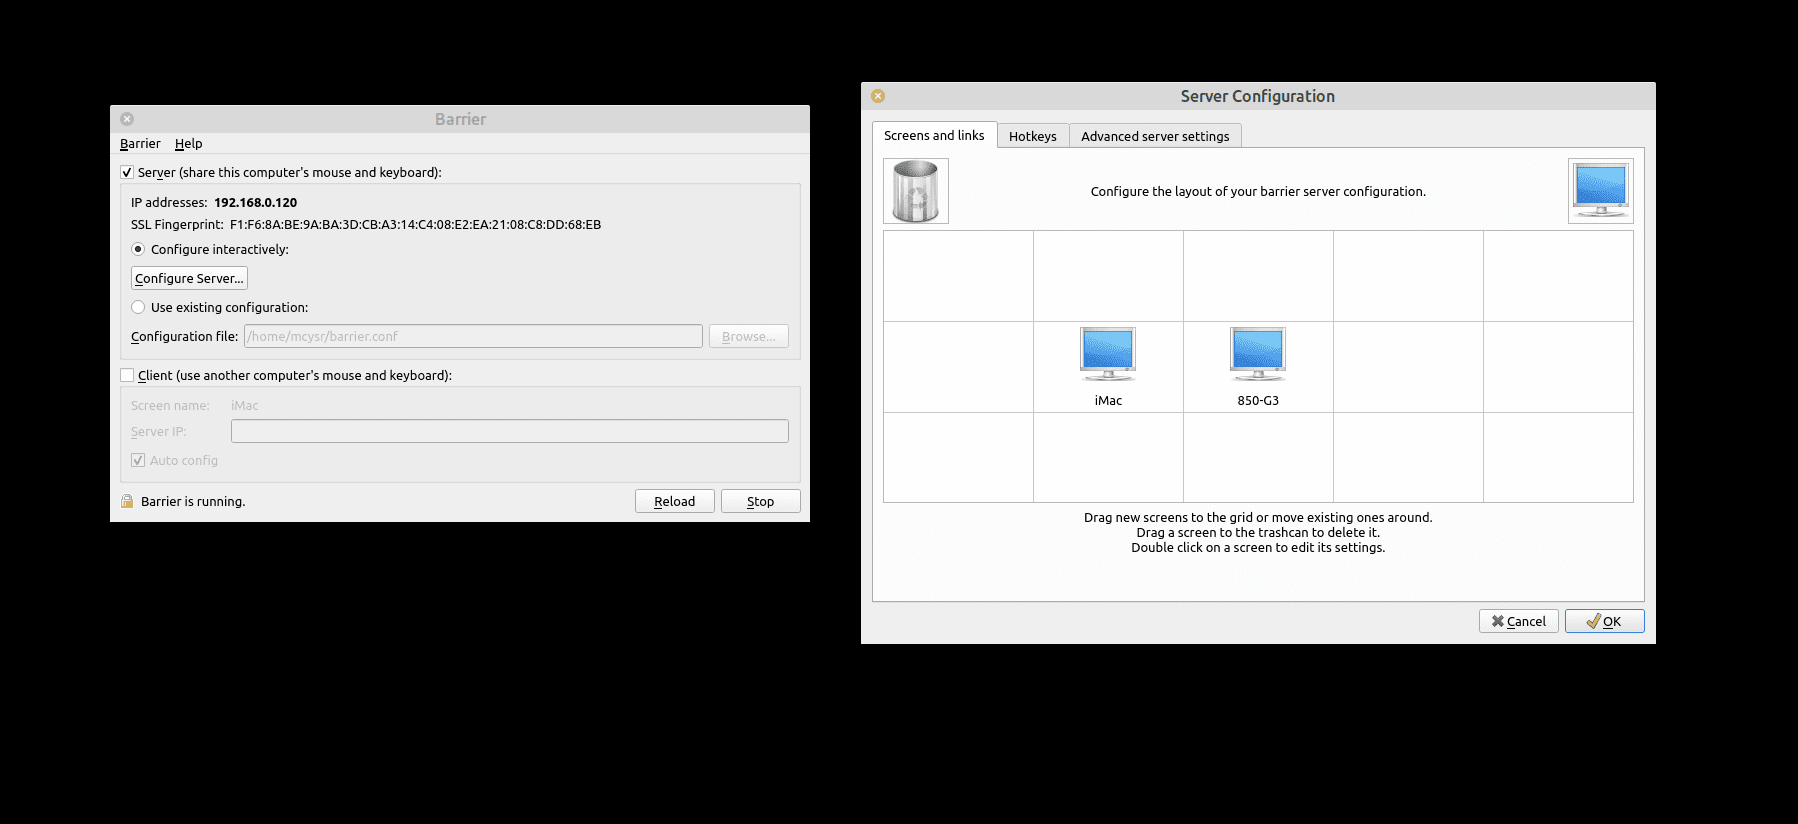 Barrier
Barrier Help
Server (share this computer's mouse and keyboard):
IP addresses: 192.168.0.120
SSL Fingerprint: F1:F6:8A:BE:9A:BA:3D:CB:A3:14:C4:08:E2:EA:21:08:C8:DD:68:EB
Configure interactively:
Configure Server...
Use existing configuration:
Configuration file: /home/mcysr/barrier.conf Browse...
Client (use another computer's mouse and keyboard):
Screen name: iMac
Server IP:
Auto config
Barrier is running. Reload Stop
Server Configuration
Screens and links Hotkeys Advanced server settings
Configure the layout of your barrier server configuration.
iMac 850-G3
Drag new screens to the grid or move existing ones around.
Drag a screen to the trashcan to delete it.
Double click on a screen to edit its settings.
Cancel OK